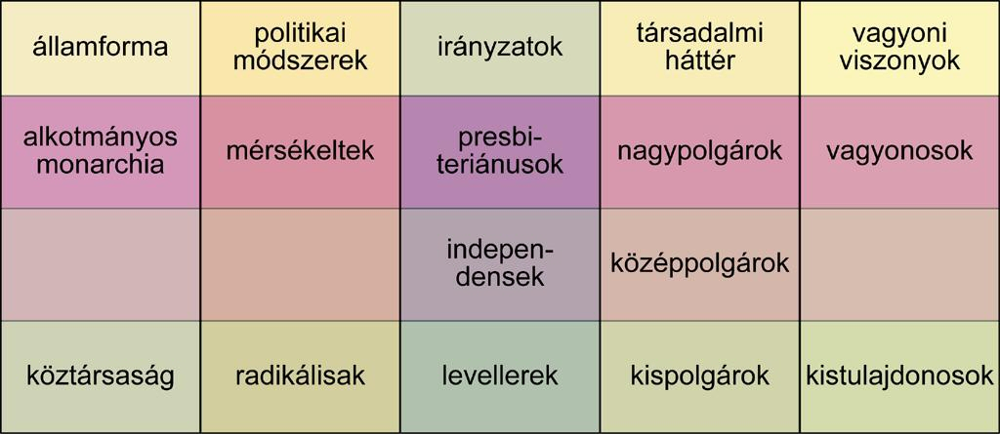 államforma
politikai
módszerek
irányzatok
társadalmi
háttér
vagyoni
viszonyok
alkotmányos
monarchia
mérsékeltek
presbi-
teriánusok
nagypolgárok
vagyonosok
indepen-
densek
középpolgárok
köztársaság
radikálisak
levellerek
kispolgárok
kistulajdonosok